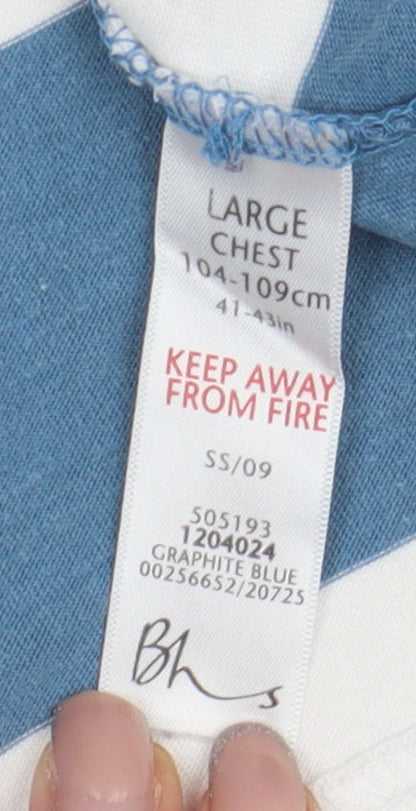 LARGE
CHEST
104-109cm
41-43in
KEEP AWAY
FROM FIRE
SS/09
505193
1204024
GRAPHITE BLUE
00256652/20725
Bhs